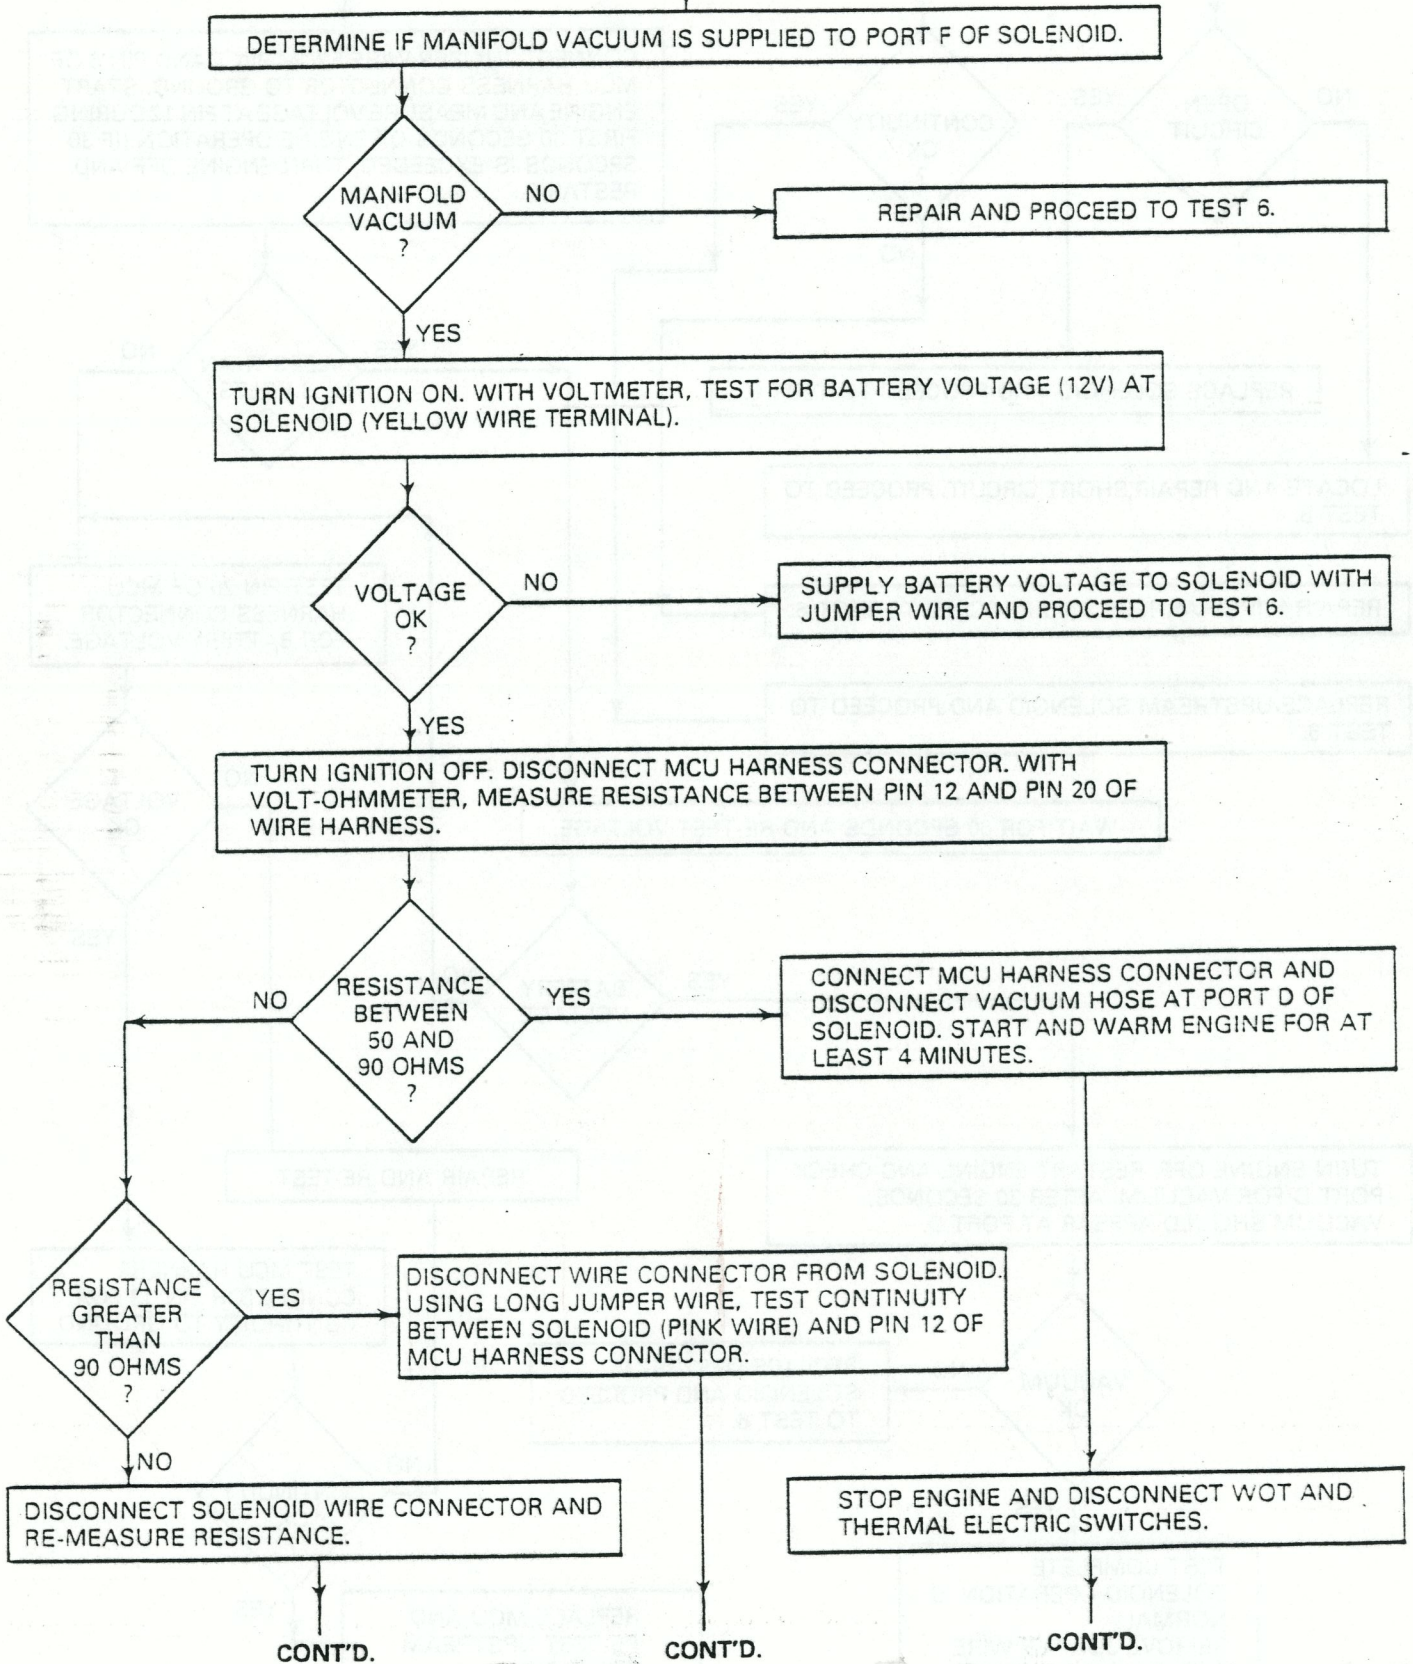 DETERMINE IF MANIFOLD VACUUM IS SUPPLIED TO PORT F OF SOLENOID.
MANIFOLD
VACUUM
?
NO
REPAIR AND PROCEED TO TEST 6.
YES
TURN IGNITION ON. WITH VOLTMETER, TEST FOR BATTERY VOLTAGE (12V) AT
SOLENOID (YELLOW WIRE TERMINAL).
VOLTAGE
OK
?
NO
SUPPLY BATTERY VOLTAGE TO SOLENOID WITH
JUMPER WIRE AND PROCEED TO TEST 6.
YES
TURN IGNITION OFF. DISCONNECT MCU HARNESS CONNECTOR. WITH
VOLT-OHMMETER, MEASURE RESISTANCE BETWEEN PIN 12 AND PIN 20 OF
WIRE HARNESS.
NO
RESISTANCE
BETWEEN
50 AND
90 OHMS
?
YES
CONNECT MCU HARNESS CONNECTOR AND
DISCONNECT VACUUM HOSE AT PORT D OF
SOLENOID. START AND WARM ENGINE FOR AT
LEAST 4 MINUTES.
RESISTANCE
GREATER
THAN
90 OHMS
?
YES
DISCONNECT WIRE CONNECTOR FROM SOLENOID.
USING LONG JUMPER WIRE, TEST CONTINUITY
BETWEEN SOLENOID (PINK WIRE) AND PIN 12 OF
MCU HARNESS CONNECTOR.
NO
DISCONNECT SOLENOID WIRE CONNECTOR AND
RE-MEASURE RESISTANCE.
STOP ENGINE AND DISCONNECT WOT AND
THERMAL ELECTRIC SWITCHES.
CONT'D.
CONT'D.
CONT'D.